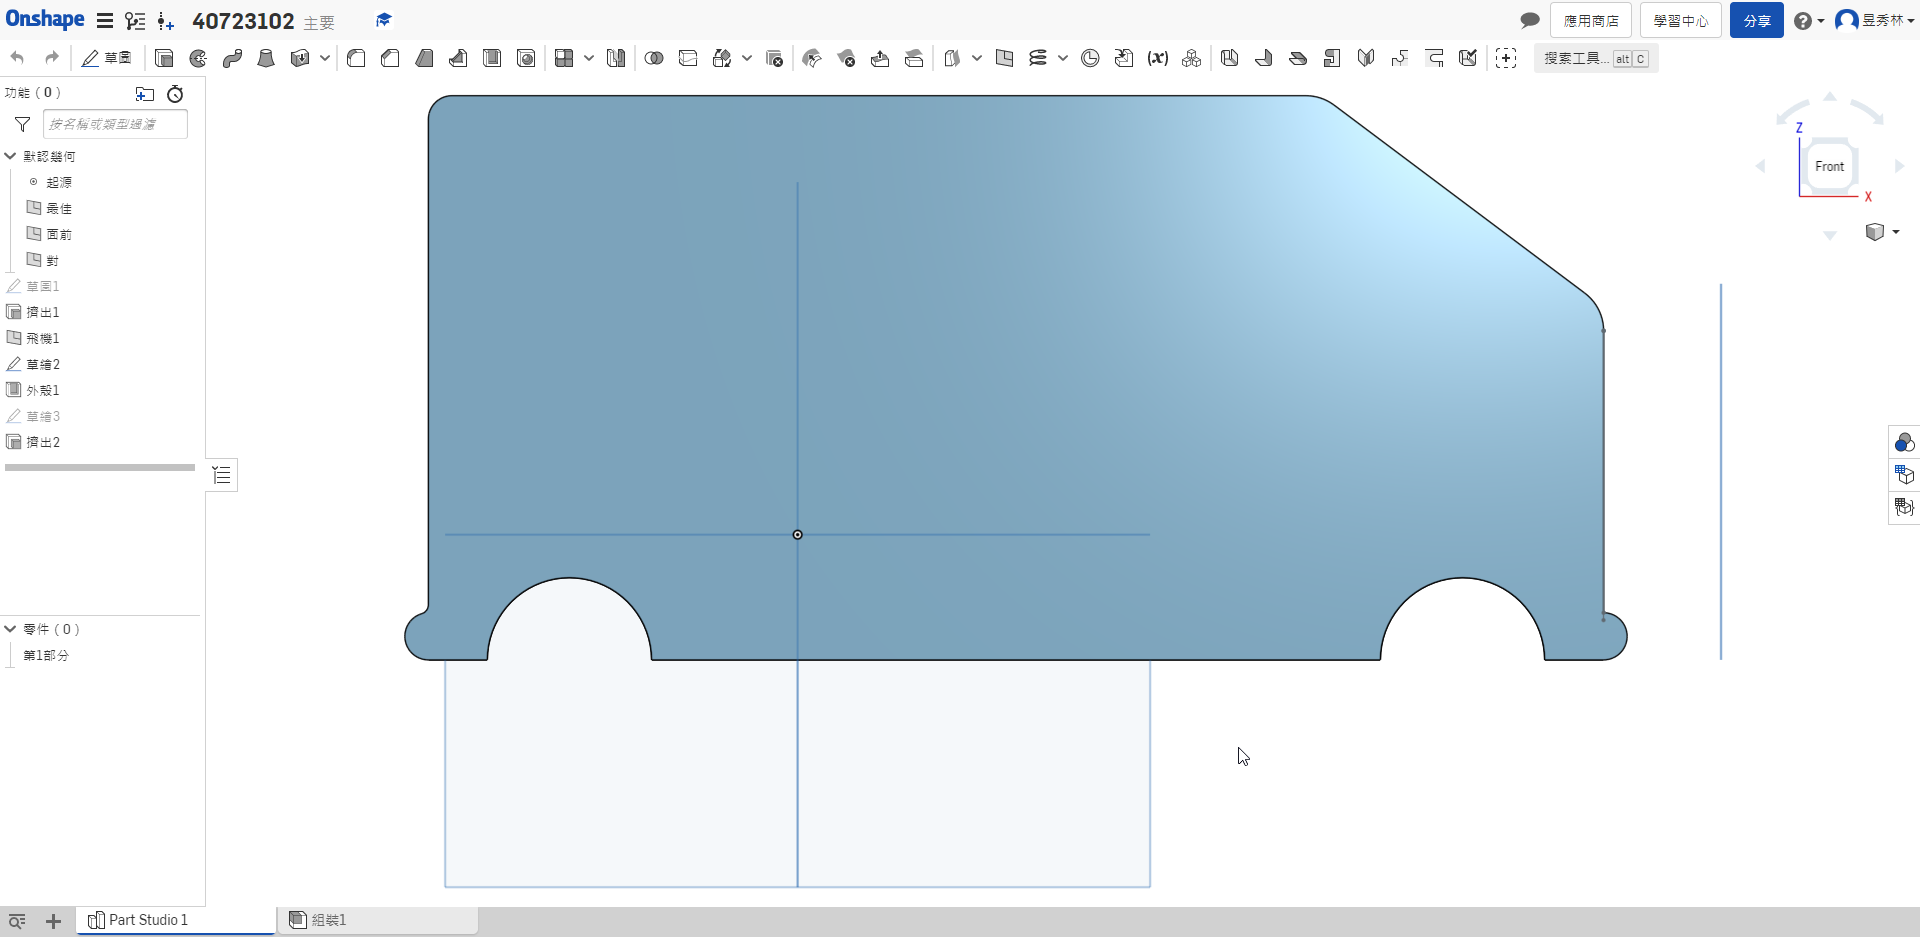 Onshape 40723102 主要 應用商店 學習中心 分享 昱秀林
草圖 (x) 搜索工具... alt C
功能 ( 0 )
按名稱或類型過濾
默認幾何
起源
最佳
面前
對
草圖1
擠出1
飛機1
草繪2
外殼1
草繪3
擠出2
零件 ( 0 )
第1部分
Z
Front
X
Part Studio 1 組裝1